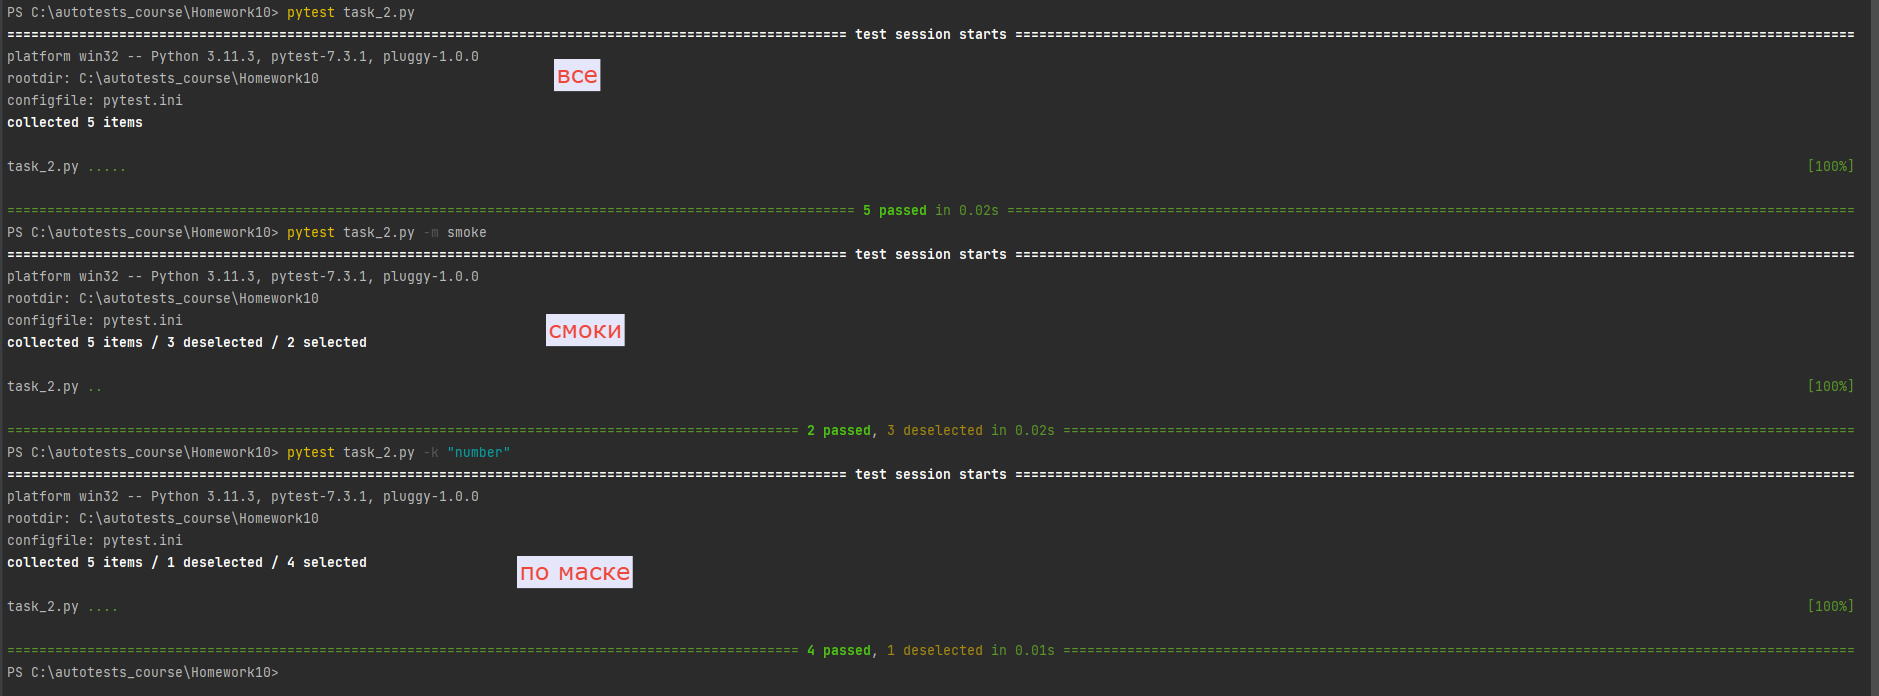 PS C:\autotests_course\Homework10> pytest task_2.py
========================================================================================================= test session starts =========================================================================================================
platform win32 -- Python 3.11.3, pytest-7.3.1, pluggy-1.0.0
все
rootdir: C:\autotests_course\Homework10
configfile: pytest.ini
collected 5 items
task_2.py ..... [100%]
========================================================================================================== 5 passed in 0.02s ==========================================================================================================
PS C:\autotests_course\Homework10> pytest task_2.py -m smoke
========================================================================================================= test session starts =========================================================================================================
platform win32 -- Python 3.11.3, pytest-7.3.1, pluggy-1.0.0
rootdir: C:\autotests_course\Homework10
configfile: pytest.ini
смоки
collected 5 items / 3 deselected / 2 selected
task_2.py .. [100%]
=================================================================================================== 2 passed, 3 deselected in 0.02s ===================================================================================================
PS C:\autotests_course\Homework10> pytest task_2.py -k "number"
========================================================================================================= test session starts =========================================================================================================
platform win32 -- Python 3.11.3, pytest-7.3.1, pluggy-1.0.0
rootdir: C:\autotests_course\Homework10
configfile: pytest.ini
collected 5 items / 1 deselected / 4 selected
по маске
task_2.py .... [100%]
=================================================================================================== 4 passed, 1 deselected in 0.01s ===================================================================================================
PS C:\autotests_course\Homework10>